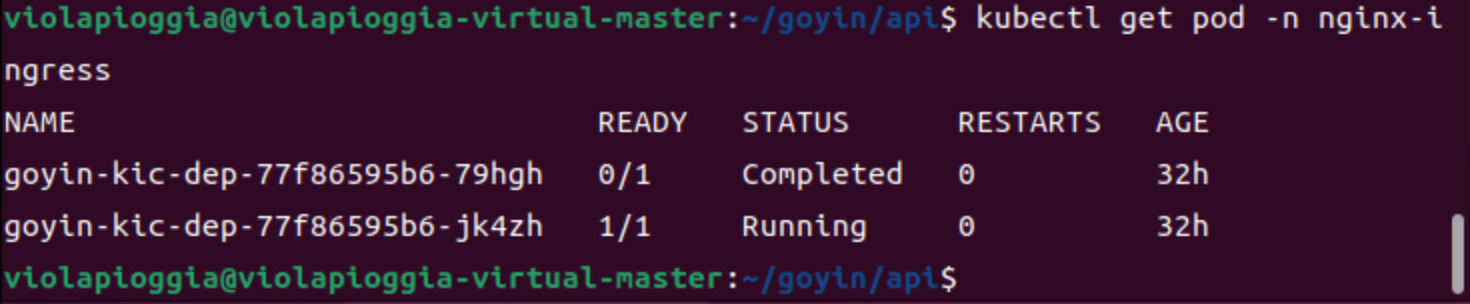 violapioggia@violapioggia-virtual-master:~/goyin/api$ kubectl get pod -n nginx-i
ngress
NAME                             READY   STATUS      RESTARTS   AGE
goyin-kic-dep-77f86595b6-79hgh   0/1     Completed   0          32h
goyin-kic-dep-77f86595b6-jk4zh   1/1     Running     0          32h
violapioggia@violapioggia-virtual-master:~/goyin/api$